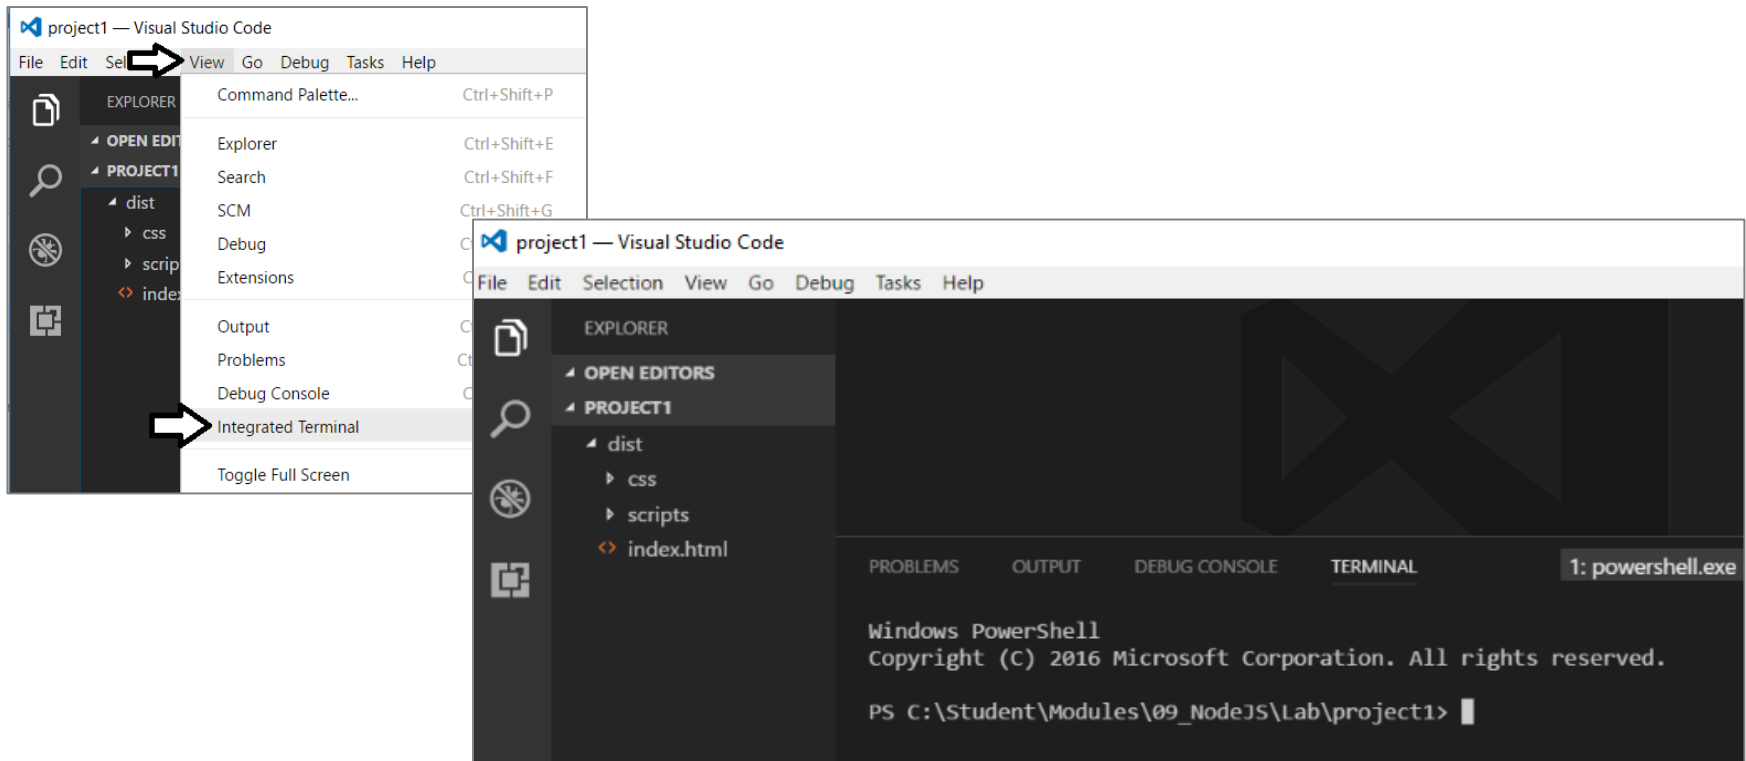 project1 — Visual Studio Code
File Edit Sel View Go Debug Tasks Help
EXPLORER
OPEN EDIT
PROJECT1
dist
css
scrip
index
Command Palette... Ctrl+Shift+P
Explorer Ctrl+Shift+E
Search Ctrl+Shift+F
SCM Ctrl+Shift+G
Debug C
Extensions C
Output C
Problems Ct
Debug Console C
Integrated Terminal
Toggle Full Screen
project1 — Visual Studio Code
File Edit Selection View Go Debug Tasks Help
EXPLORER
OPEN EDITORS
PROJECT1
dist
css
scripts
index.html
PROBLEMS OUTPUT DEBUG CONSOLE TERMINAL 1: powershell.exe
Windows PowerShell
Copyright (C) 2016 Microsoft Corporation. All rights reserved.
PS C:\Student\Modules\09_NodeJS\Lab\project1>